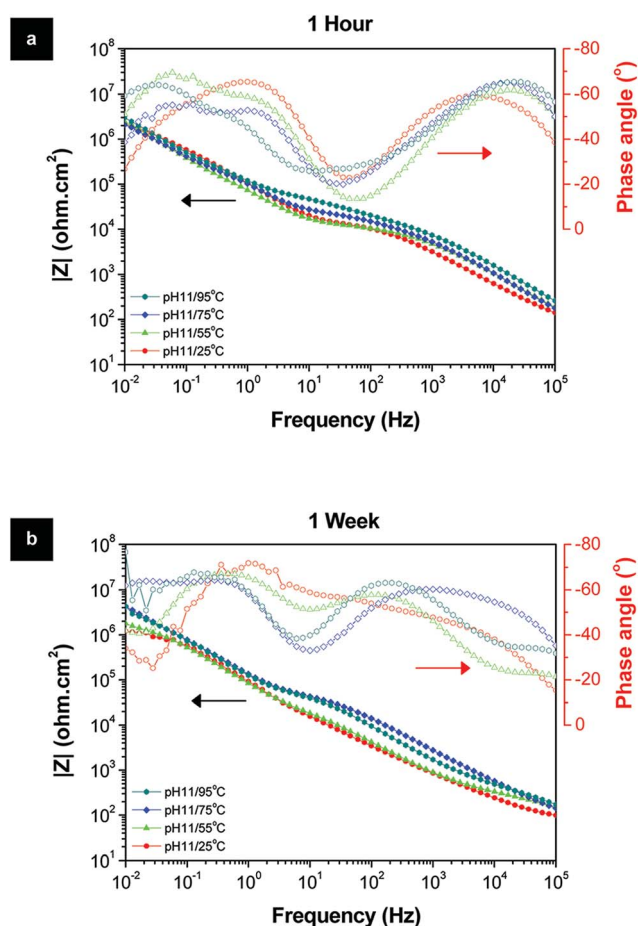 a
1 Hour
10^8
10^7
10^6
10^5
10^4
10^3
10^2
10^1
|Z| (ohm.cm^2)
-80
-60
-40
-20
0
Phase angle (°)
pH11/95°C
pH11/75°C
pH11/55°C
pH11/25°C
10^-2 10^-1 10^0 10^1 10^2 10^3 10^4 10^5
Frequency (Hz)
b
1 Week
10^8
10^7
10^6
10^5
10^4
10^3
10^2
10^1
|Z| (ohm.cm^2)
-80
-60
-40
-20
0
Phase angle (°)
pH11/95°C
pH11/75°C
pH11/55°C
pH11/25°C
10^-2 10^-1 10^0 10^1 10^2 10^3 10^4 10^5
Frequency (Hz)